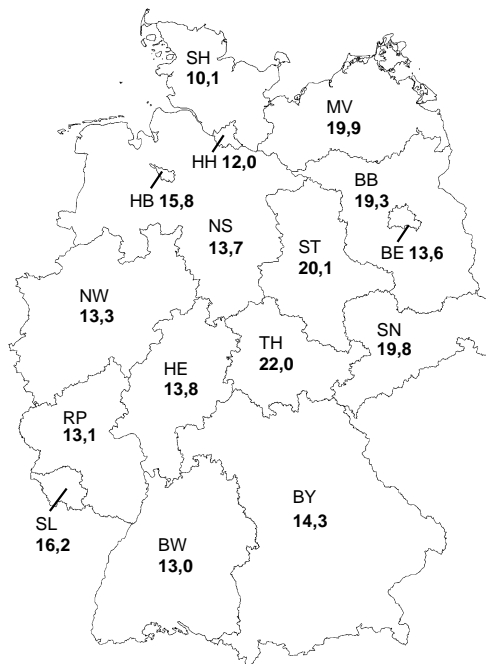 SH
10,1
MV
19,9
HH 12,0
BB
19,3
HB 15,8
NS
13,7
ST
20,1
BE 13,6
NW
13,3
SN
19,8
TH
22,0
HE
13,8
RP
13,1
BY
14,3
SL
16,2
BW
13,0